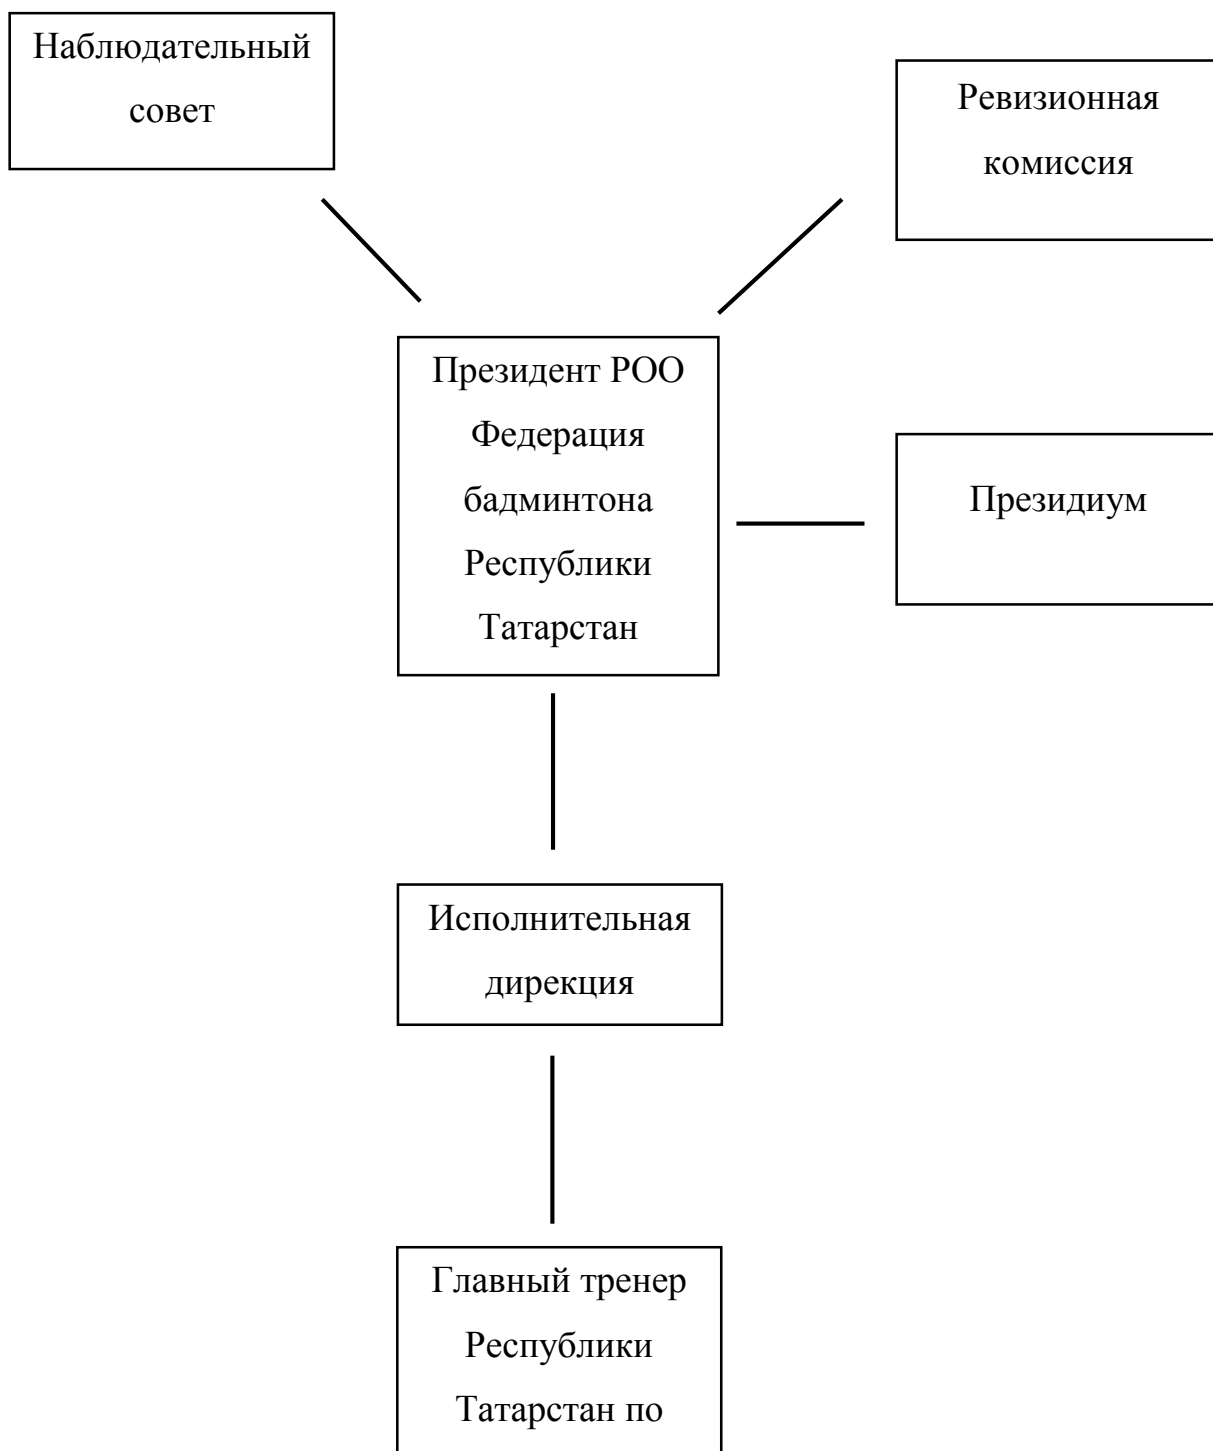 Наблюдательный
совет
Ревизионная
комиссия
Президент РОО
Федерация
бадминтона
Республики
Татарстан
Президиум
Исполнительная
дирекция
Главный тренер
Республики
Татарстан по